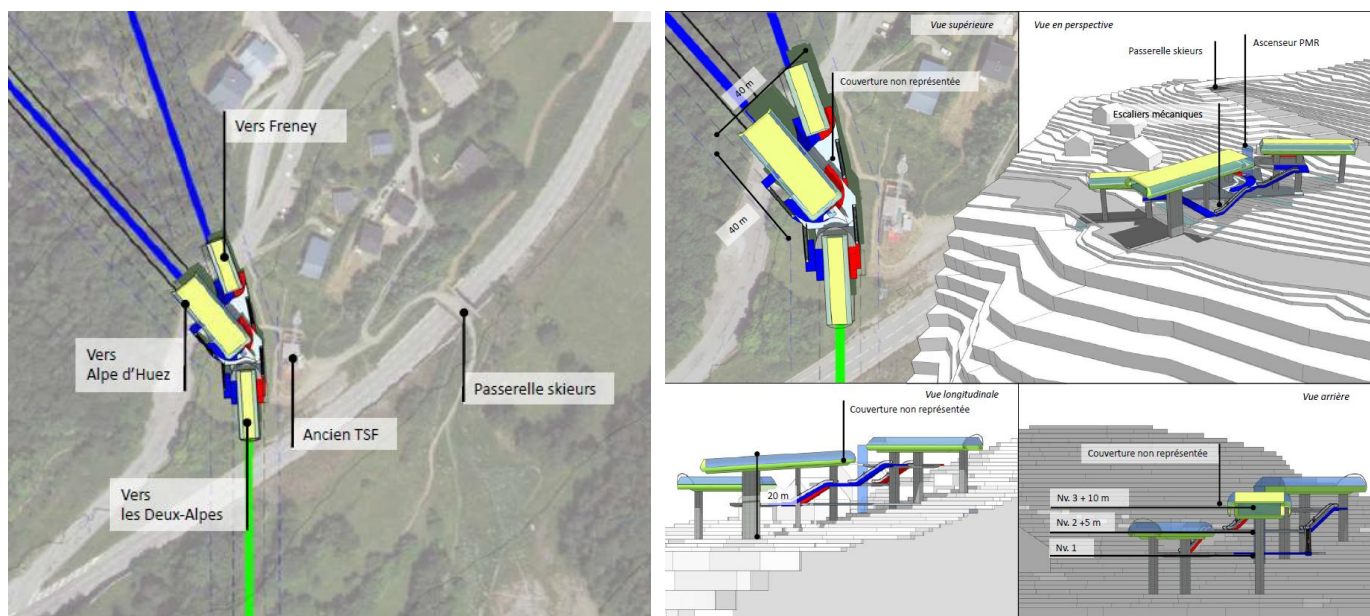 Vers Freney
Vers
Alpe d'Huez
Passerelle skieurs
Ancien TSF
Vers
les Deux-Alpes
Vue supérieure
40 m
Couverture non représentée
40 m
Vue en perspective
Ascenseur PMR
Passerelle skieurs
Escaliers mécaniques
Vue longitudinale
Couverture non représentée
20 m
Vue arrière
Couverture non représentée
Nv. 3 + 10 m
Nv. 2 +5 m
Nv. 1